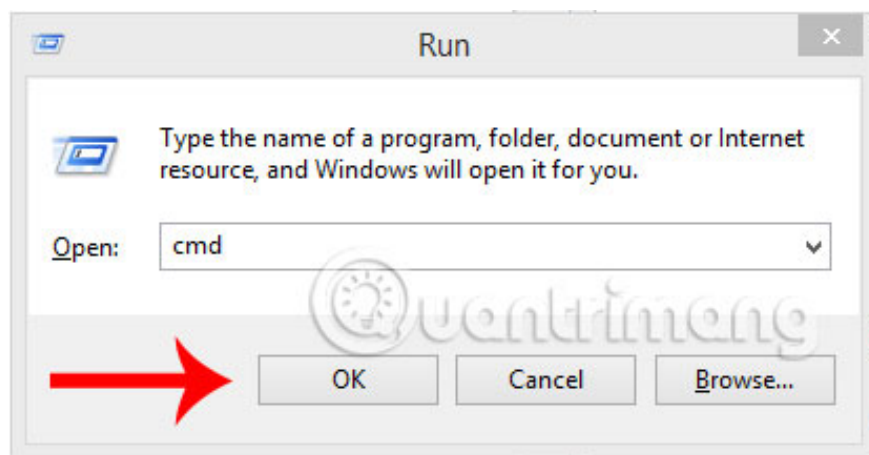 Run
Type the name of a program, folder, document or Internet
resource, and Windows will open it for you.
Open: cmd
Quantrimang
OK Cancel Browse...